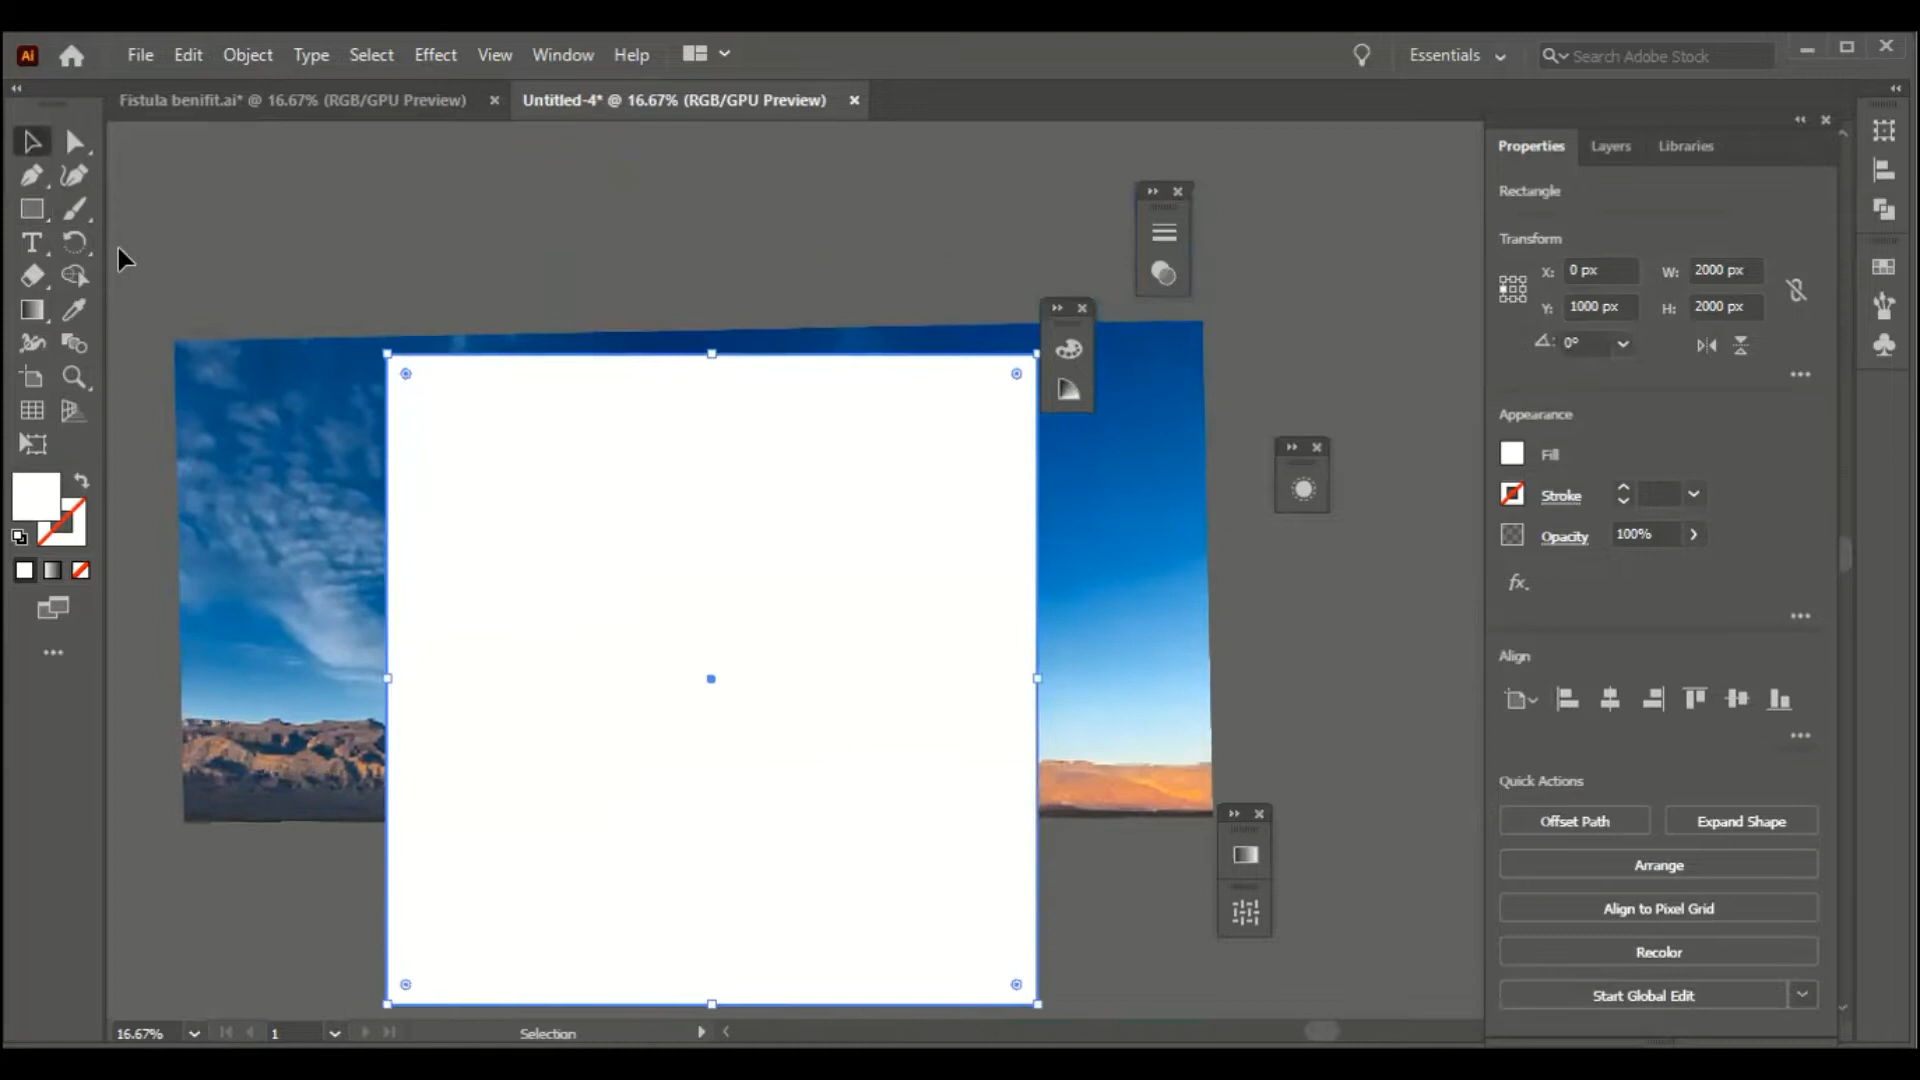 Ai File Edit Object Type Select Effect View Window Help Essentials Search Adobe Stock
Fistula benifit.ai* @ 16.67% (RGB/GPU Preview) Untitled-4* @ 16.67% (RGB/GPU Preview)
Properties Layers Libraries
Rectangle
Transform
X: 0 px W: 2000 px
Y: 1000 px H: 2000 px
0°
Appearance
Fill
Stroke
Opacity 100%
fx
Align
Quick Actions
Offset Path Expand Shape
Arrange
Align to Pixel Grid
Recolor
Start Global Edit
16.67% 1 Selection